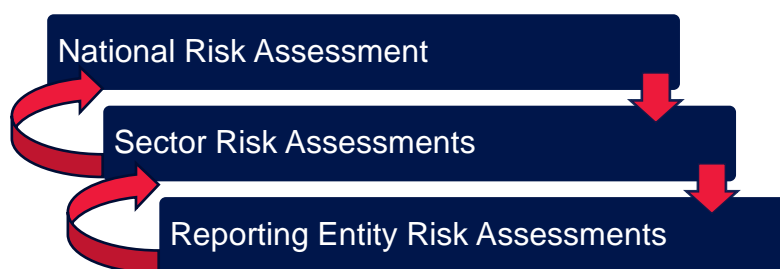 National Risk Assessment
Sector Risk Assessments
Reporting Entity Risk Assessments